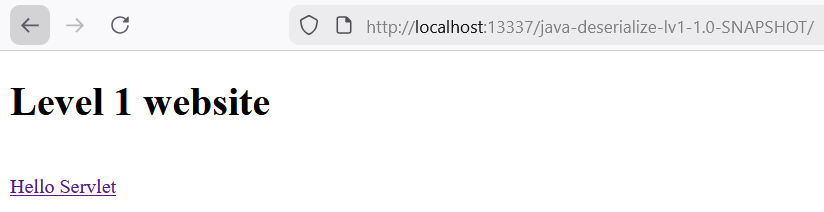 http://localhost:13337/java-deserialize-lv1-1.0-SNAPSHOT/
Level 1 website
Hello Servlet